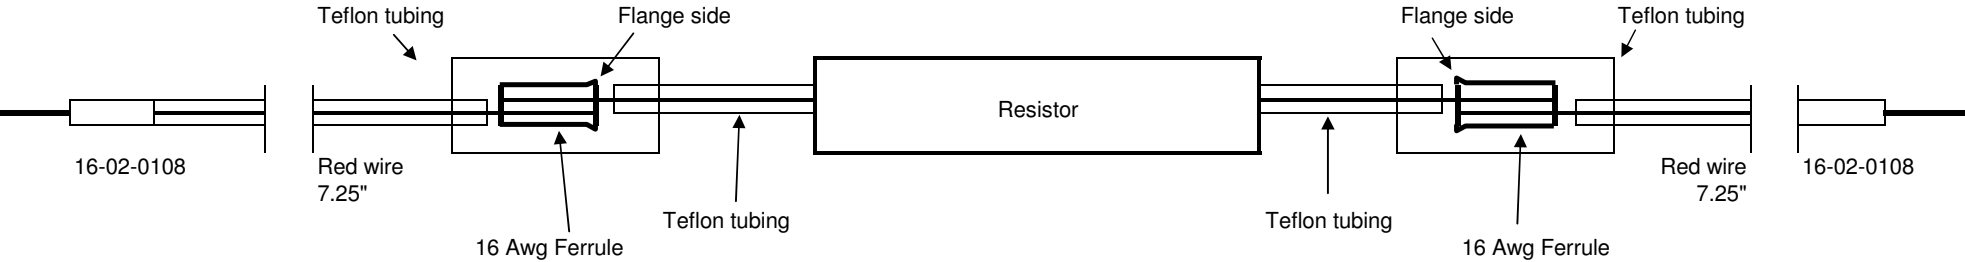 Teflon tubing
Flange side
Flange side
Teflon tubing
Resistor
16-02-0108
Red wire
7.25"
Red wire
7.25"
16-02-0108
Teflon tubing
Teflon tubing
16 Awg Ferrule
16 Awg Ferrule